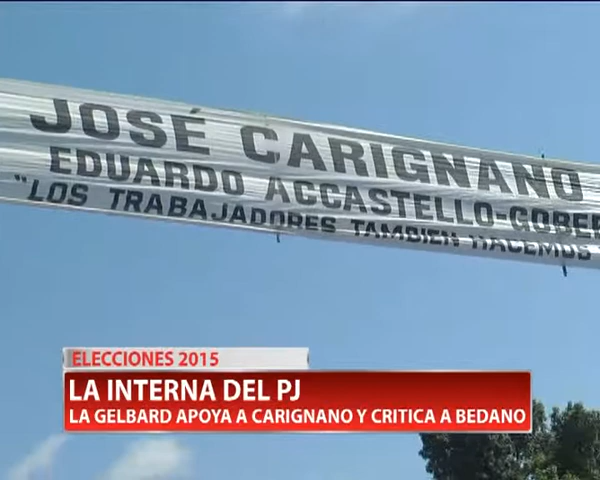 JOSÉ CARIGNANO
EDUARDO ACCASTELLO-GOBER
"LOS TRABAJADORES TAMBIEN HACEMOS
ELECCIONES 2015
LA INTERNA DEL PJ
LA GELBARD APOYA A CARIGNANO Y CRITICA A BEDANO